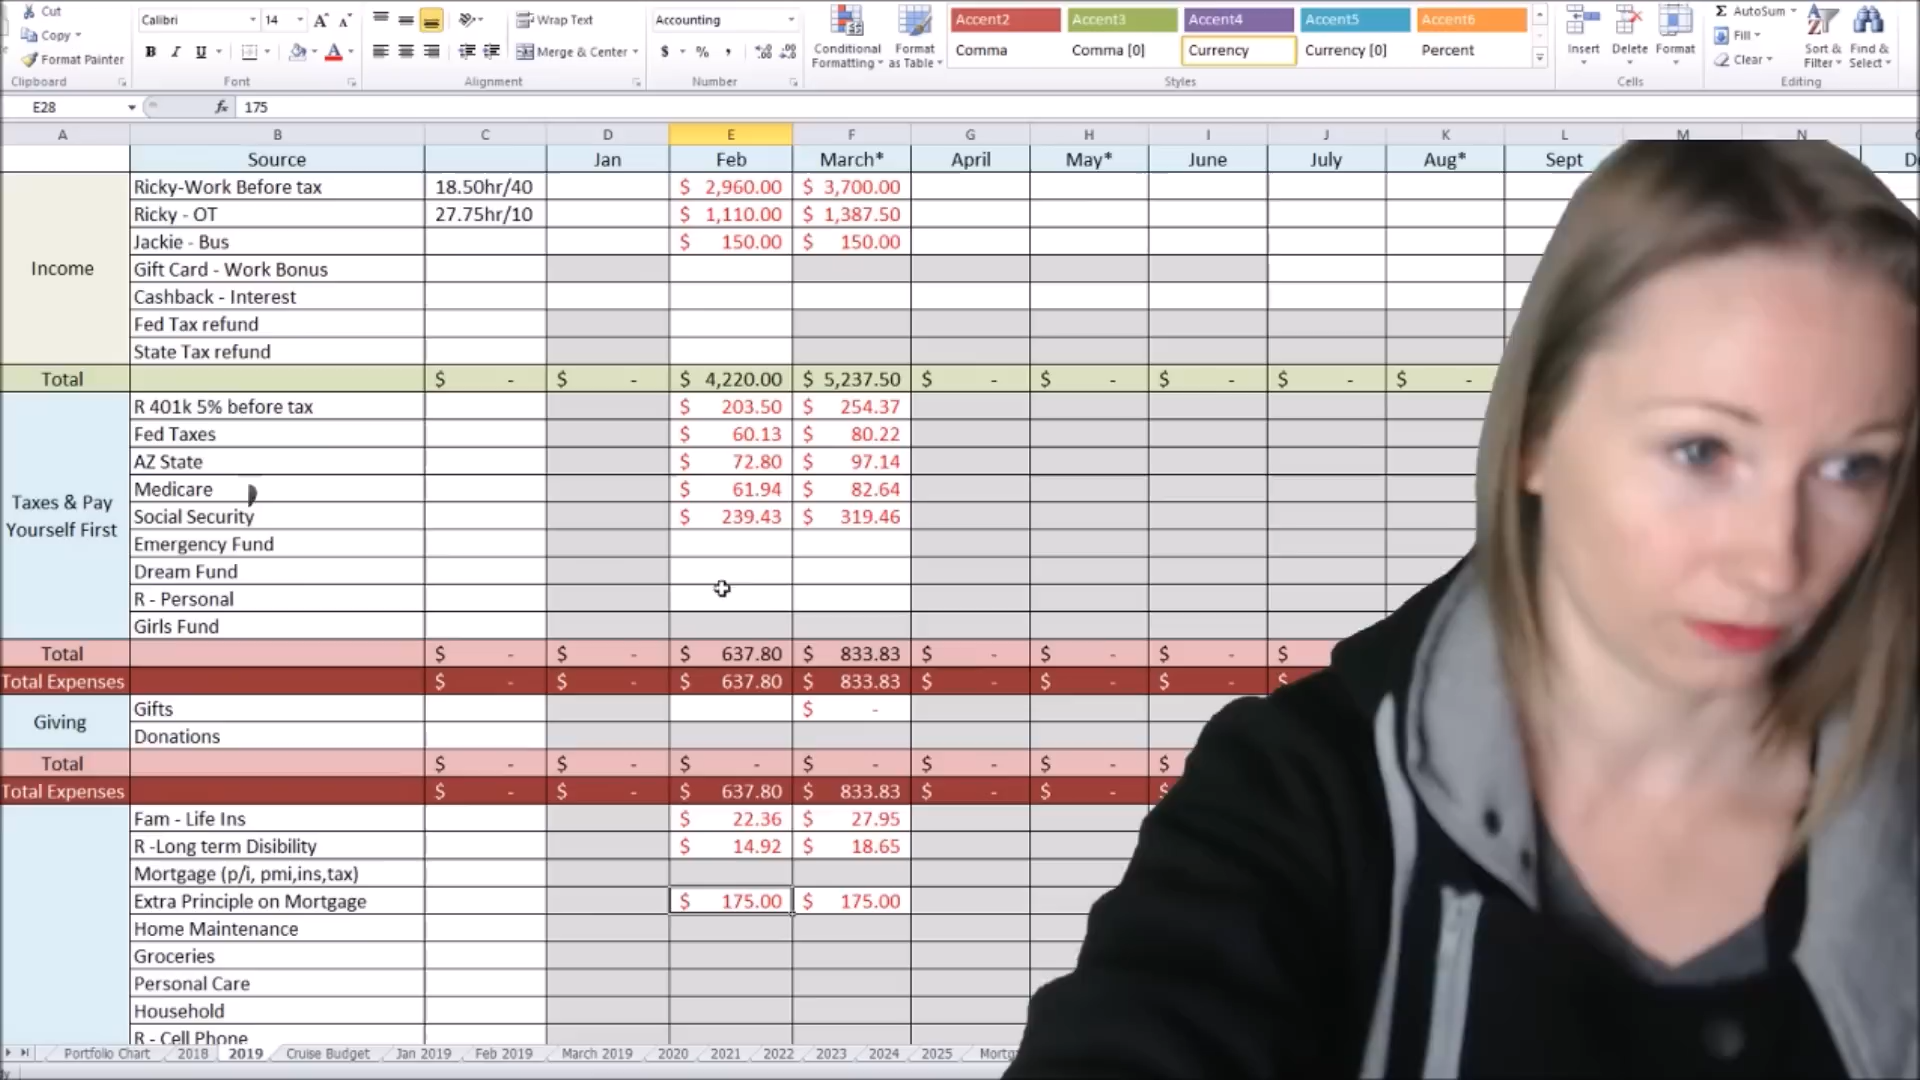 Cut Calibri 14 A A Wrap Text Accounting Accent2 Accent3 Accent4 Accent5 Accent6 Σ AutoSum
Copy Fill
Format Painter B I U A Merge & Center $ % , Conditional Formatting Format as Table Comma Comma [0] Currency Currency [0] Percent Insert Delete Format Clear Sort & Filter Find & Select
Clipboard Font Alignment Number Styles Cells Editing
E28 fx 175
A B C D E F G H I J K L M N
Source Jan Feb March* April May* June July Aug* Sept D
Ricky-Work Before tax 18.50hr/40 $ 2,960.00 $ 3,700.00
Ricky - OT 27.75hr/10 $ 1,110.00 $ 1,387.50
Jackie - Bus $ 150.00 $ 150.00
Income Gift Card - Work Bonus
Cashback - Interest
Fed Tax refund
State Tax refund
Total $ - $ - $ 4,220.00 $ 5,237.50 $ - $ - $ - $ - $ -
R 401k 5% before tax $ 203.50 $ 254.37
Fed Taxes $ 60.13 $ 80.22
AZ State $ 72.80 $ 97.14
Medicare $ 61.94 $ 82.64
Taxes & Pay Yourself First Social Security $ 239.43 $ 319.46
Emergency Fund
Dream Fund
R - Personal
Girls Fund
Total $ - $ - $ 637.80 $ 833.83 $ - $ - $ - $
Total Expenses $ - $ - $ 637.80 $ 833.83 $ - $ - $ - $
Giving Gifts $ -
Donations
Total $ - $ - $ - $ - $ - $ - $
Total Expenses $ - $ - $ 637.80 $ 833.83 $ - $ - $
Fam - Life Ins $ 22.36 $ 27.95
R -Long term Disibility $ 14.92 $ 18.65
Mortgage (p/i, pmi,ins,tax)
Extra Principle on Mortgage $ 175.00 $ 175.00
Home Maintenance
Groceries
Personal Care
Household
R - Cell Phone
Portfolio Chart 2018 2019 Cruise Budget Jan 2019 Feb 2019 March 2019 2020 2021 2022 2023 2024 2025 Mortg